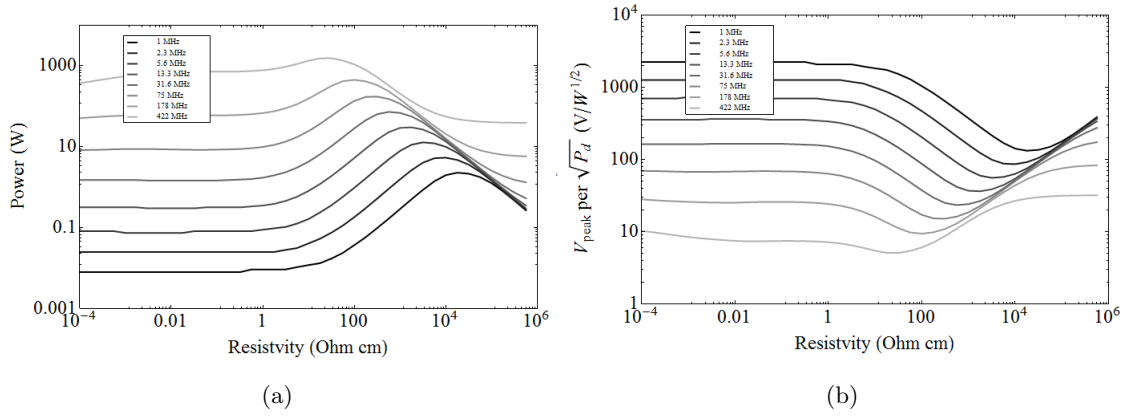 1 MHz
2.3 MHz
5.6 MHz
13.3 MHz
31.6 MHz
75 MHz
178 MHz
422 MHz
Power (W)
1000
10
0.1
0.001
10^-4
0.01
1
100
10^4
10^6
Resistvity (Ohm cm)
(a)
1 MHz
2.3 MHz
5.6 MHz
13.3 MHz
31.6 MHz
75 MHz
178 MHz
422 MHz
V_peak per √P_d (V/W^1/2)
10^4
1000
100
10
1
10^-4
0.01
1
100
10^4
10^6
Resistvity (Ohm cm)
(b)